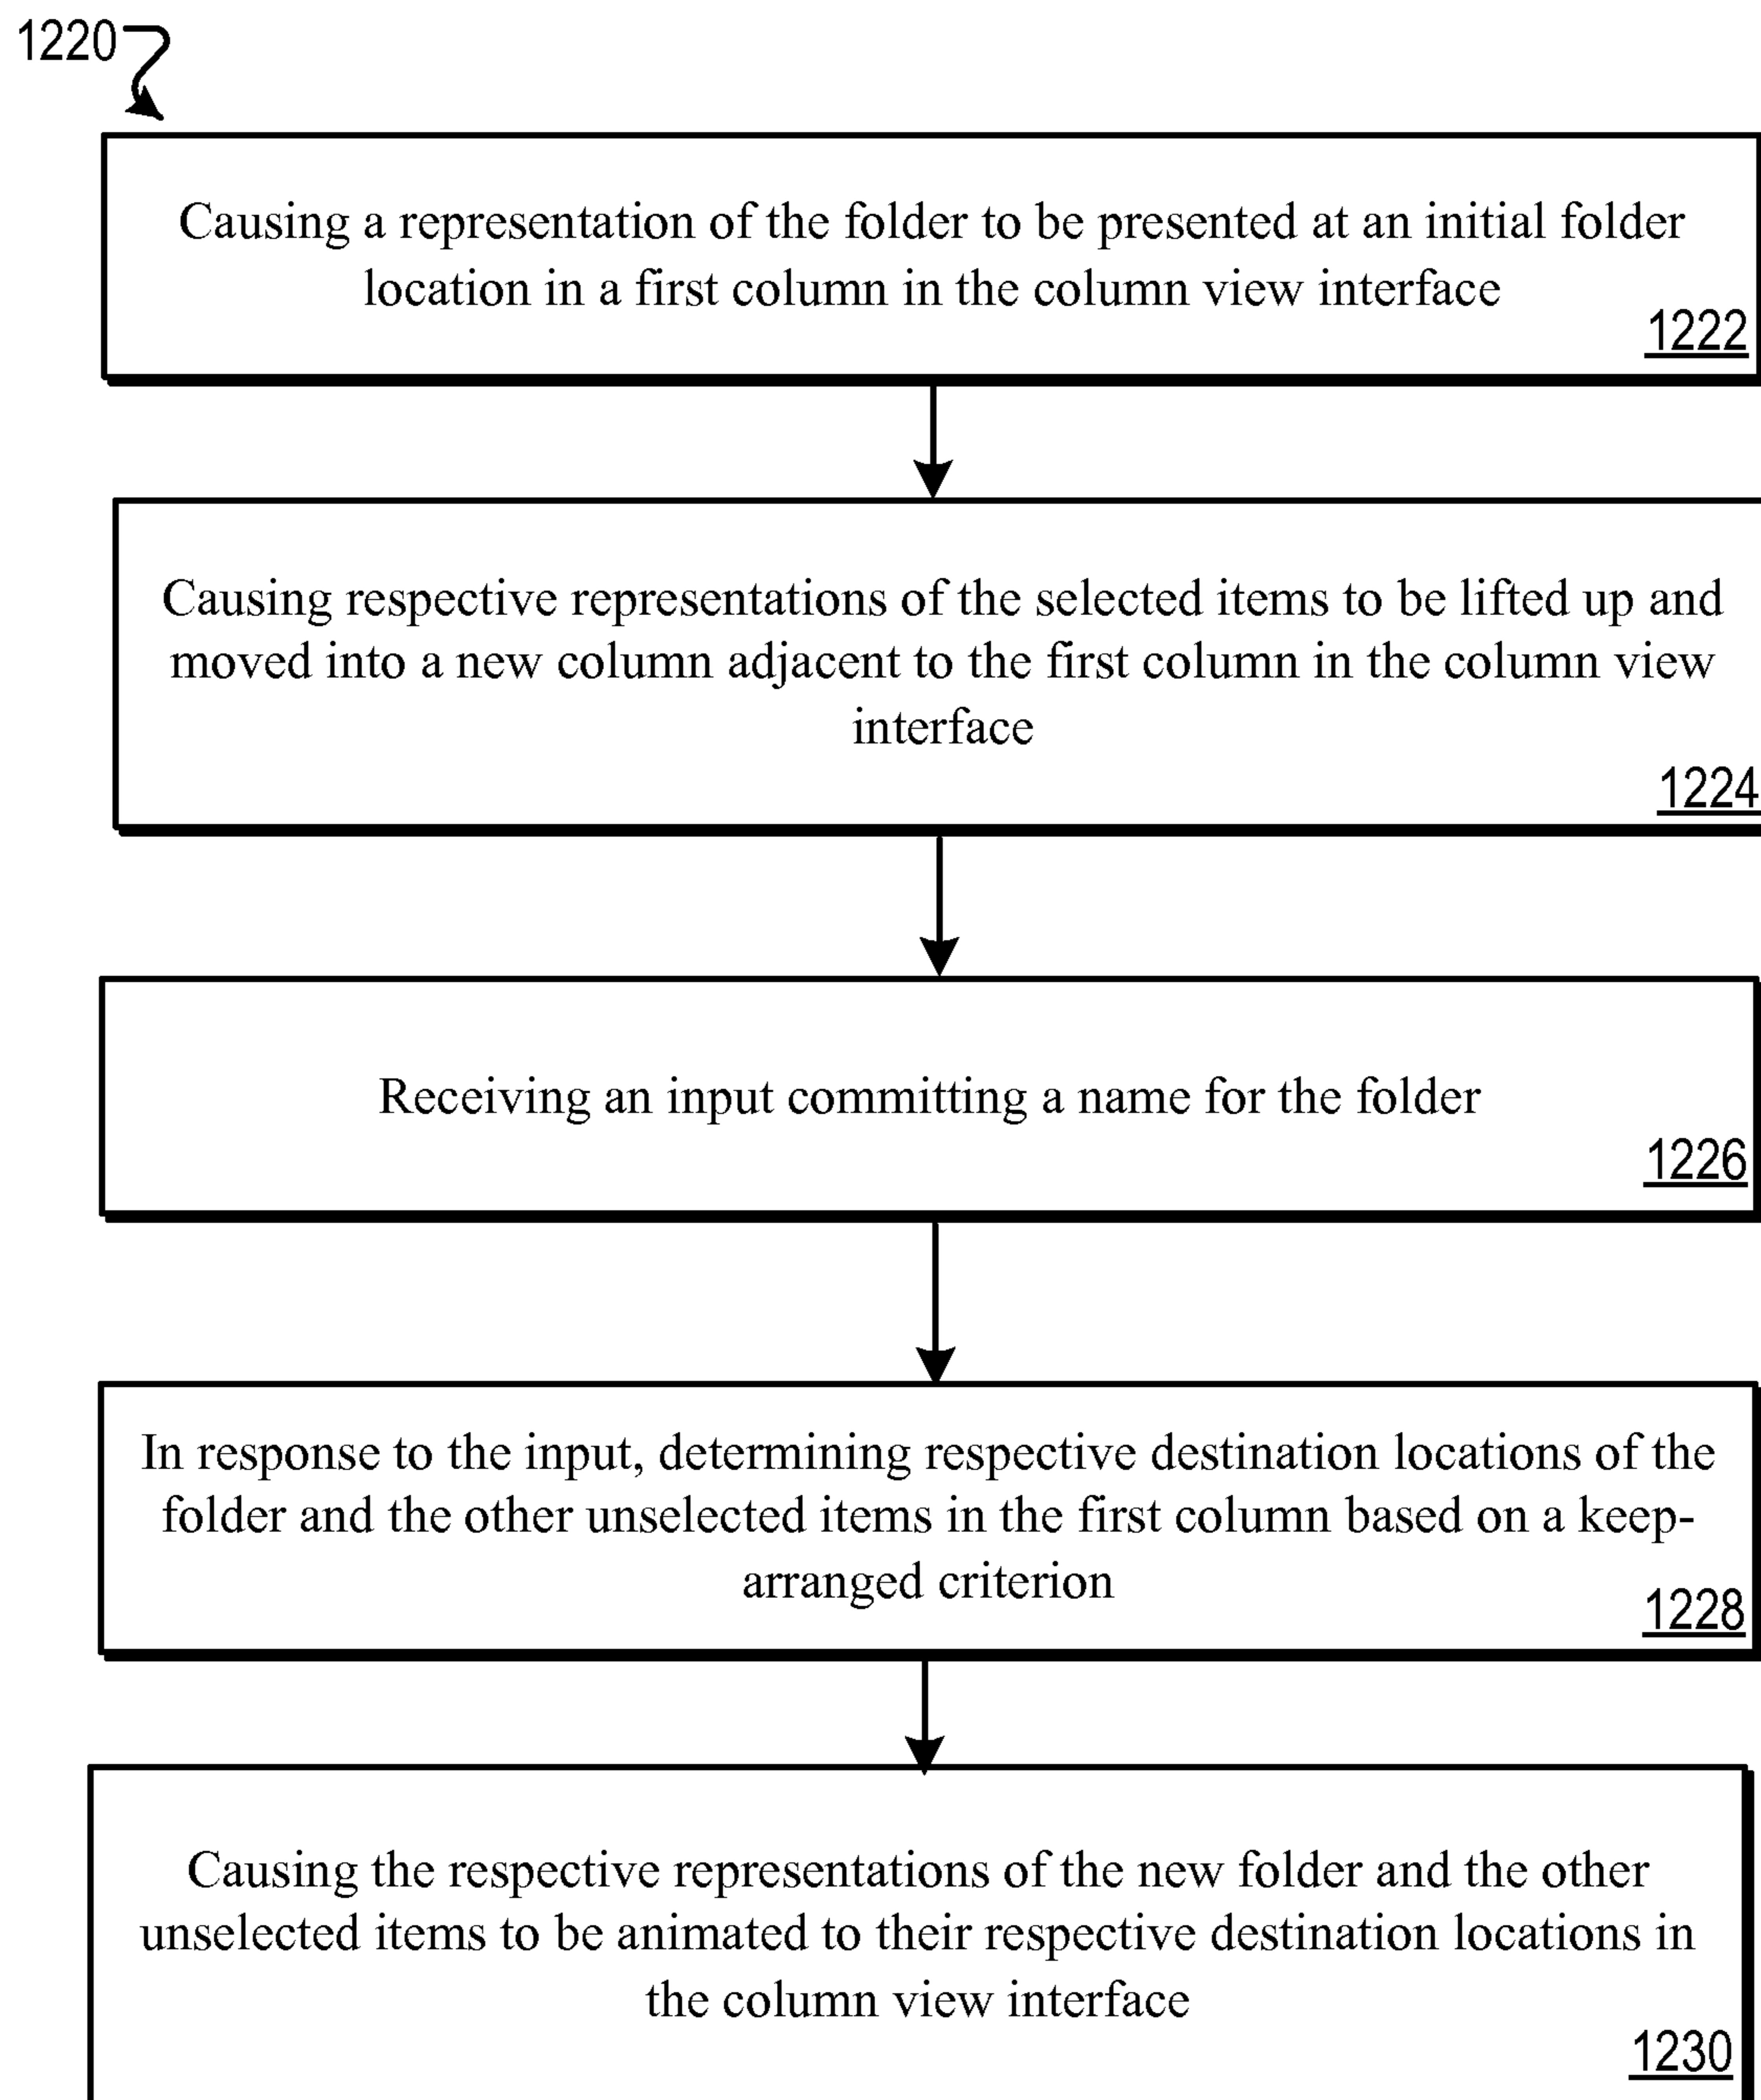 1220
Causing a representation of the folder to be presented at an initial folder
location in a first column in the column view interface
1222
Causing respective representations of the selected items to be lifted up and
moved into a new column adjacent to the first column in the column view
interface
1224
Receiving an input committing a name for the folder
1226
In response to the input, determining respective destination locations of the
folder and the other unselected items in the first column based on a keep-
arranged criterion
1228
Causing the respective representations of the new folder and the other
unselected items to be animated to their respective destination locations in
the column view interface
1230